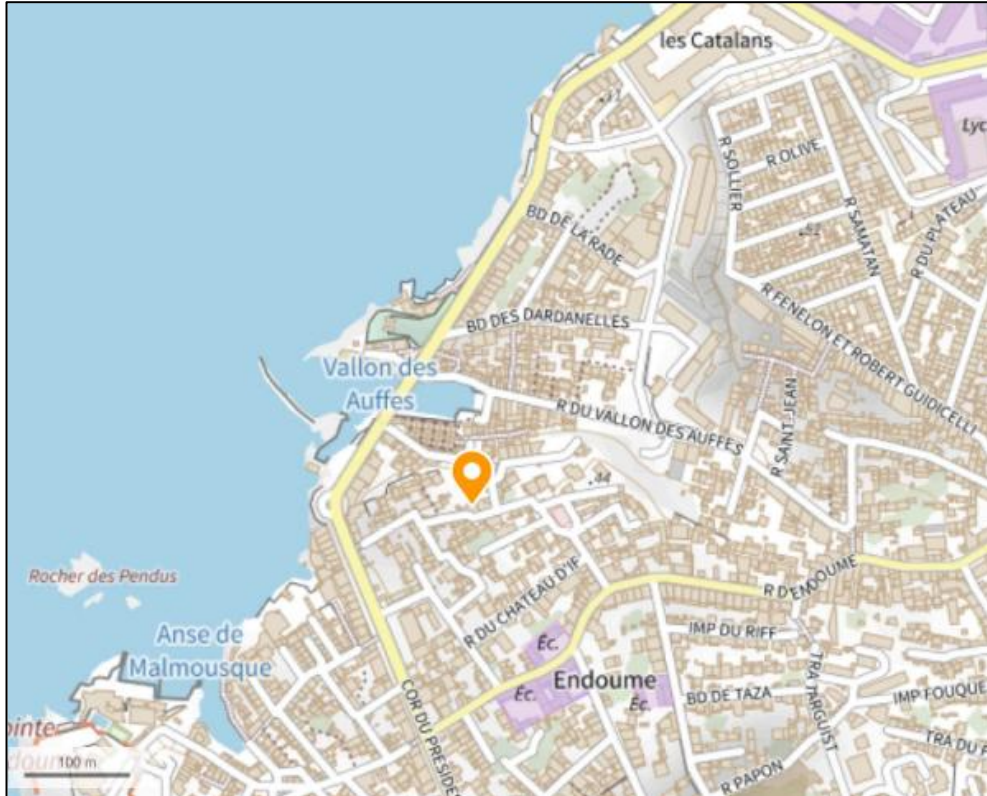 les Catalans
11
Lyc
R SOLLIER
R OLIVE
R SAMATAN
R DU PLATEAU
BD DE LA RADE
R FENELON ET ROBERT GUIDICELLI
BD DES DARDANELLES
Vallon des
Auffes
R DU VALLON DES AUFFES
R SAINT-JEAN
44
Rocher des Pendus
R DU CHATEAU D'IF
R D'ENDOUME
Anse de
Malmousque
IMP DU RIFF
Éc.
Éc.
Endoume
Éc.
BD DE TAZA
TRA TARGUIST
IMP FOUQUE
COR DU PRESIDE
ointe
100 m
R PAPON